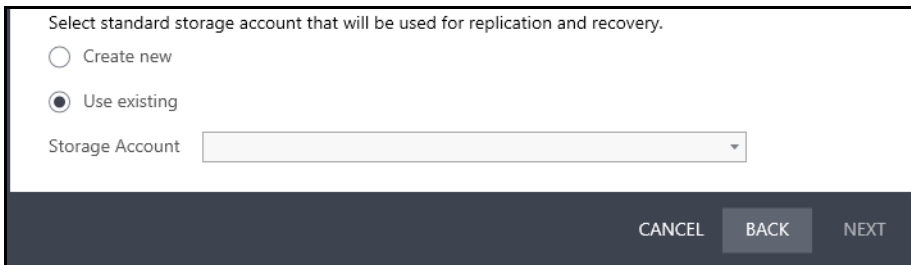 Select standard storage account that will be used for replication and recovery.
Create new
Use existing
Storage Account
CANCEL BACK NEXT